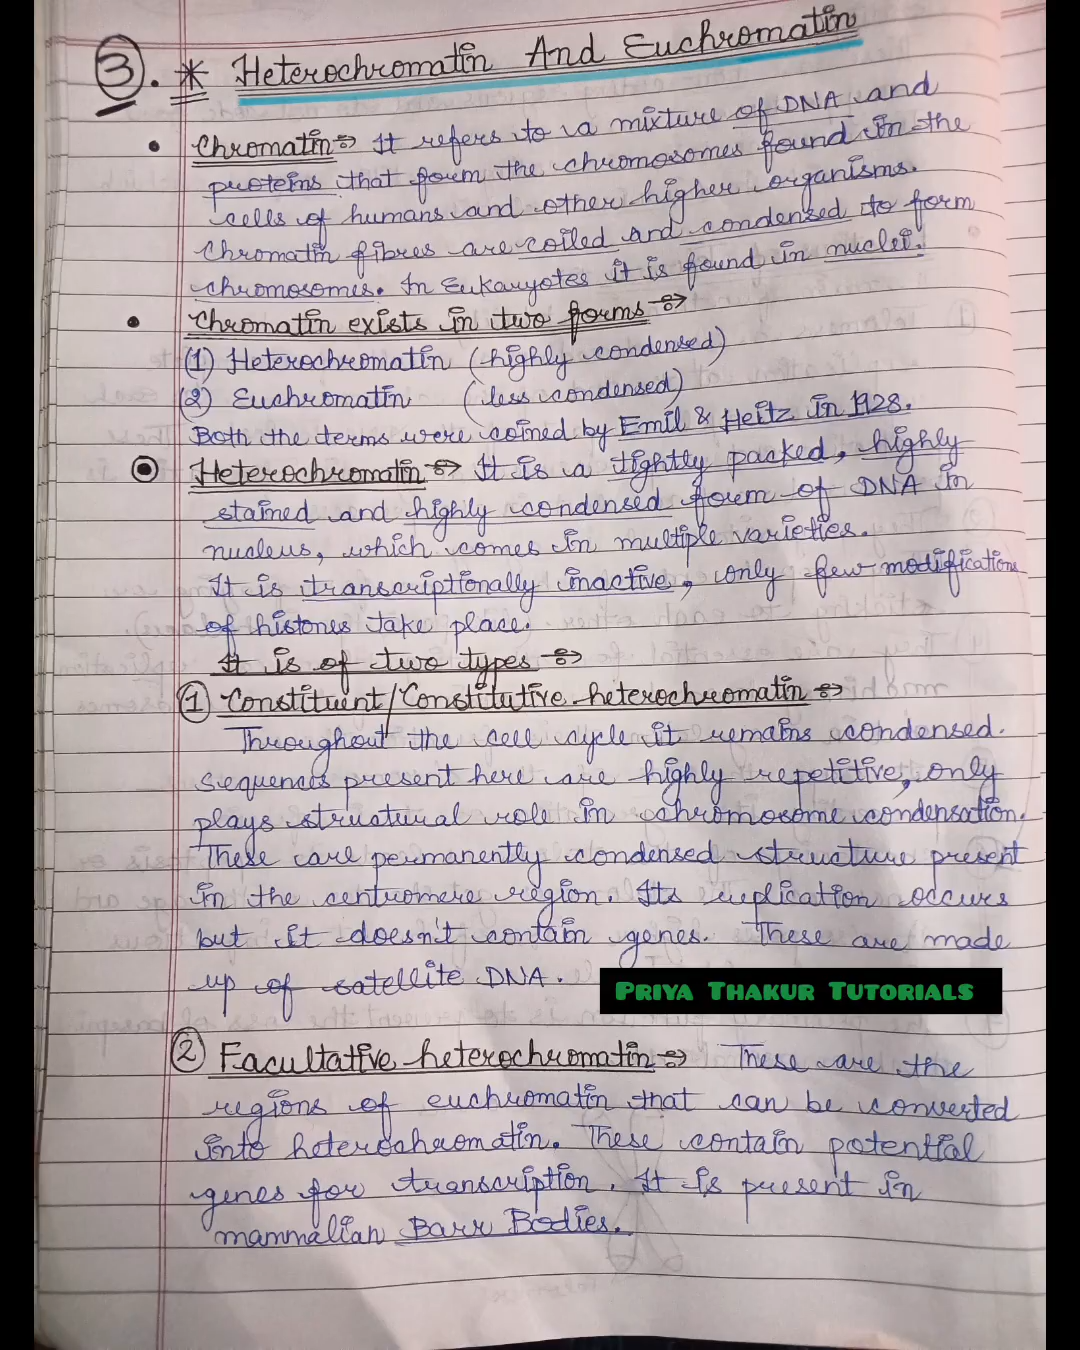 3. * Heterochromatin And Euchromatin
• Chromatin ⇒ It refers to a mixture of DNA and
proteins that form the chromosomes found in the
cells of humans and other higher organisms.
Chromatin fibres are coiled and condensed to form
chromosomes. In Eukaryotes it is found in nuclei.
• Chromatin exists in two forms ⇒
(1) Heterochromatin (highly condensed)
(2) Euchromatin (less condensed)
Both the terms were coined by Emil & Heitz in 1928.
Heterochromatin ⇒ It is a tightly packed, highly
stained and highly condensed form of DNA in
nucleus, which comes in multiple varieties.
It is transcriptionally inactive, only few modifications
of histones take place.
It is of two types ⇒
1 Constituent/Constitutive heterochromatin ⇒
Throughout the cell cycle it remains condensed.
Sequences present here are highly repetitive, only
plays structural role in chromosome condensation.
These are permanently condensed structure present
in the centromere region. Its replication occurs
but it doesn't contain genes. These are made
up of satellite DNA.
PRIYA THAKUR TUTORIALS
2 Facultative heterochromatin ⇒ These are the
regions of euchromatin that can be converted
into heterochromatin. These contain potential
genes for transcription. It is present in
mammalian Barr Bodies.